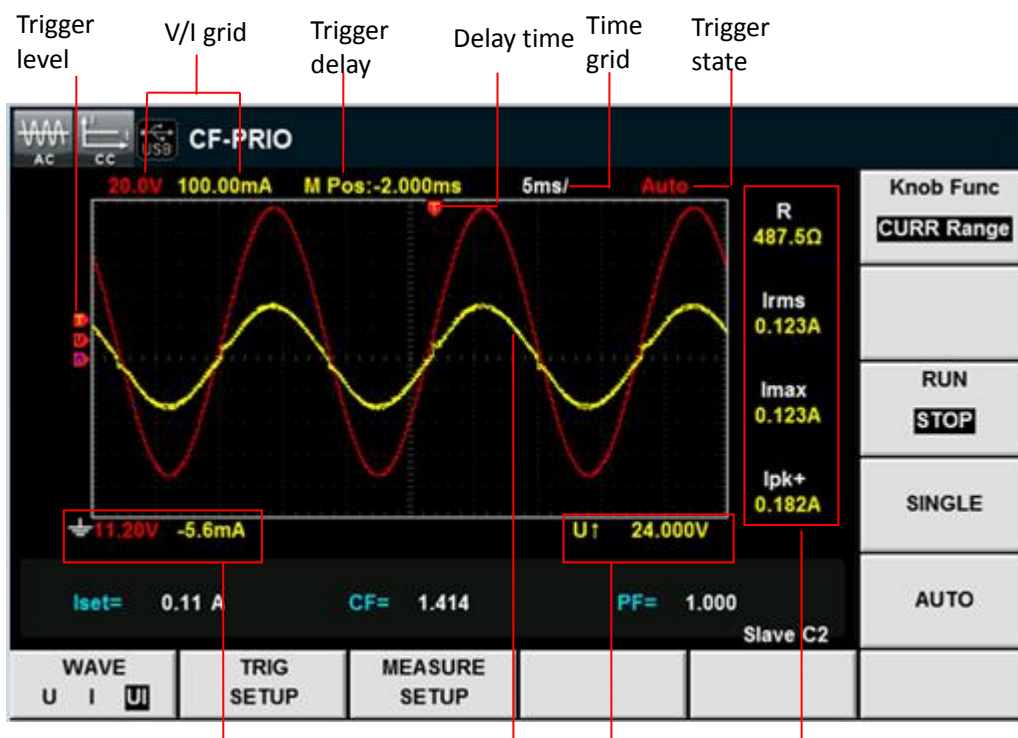 Trigger level
V/I grid
Trigger delay
Delay time
Time grid
Trigger state
AC
CC
USB
CF-PRIO
20.0V 100.00mA M Pos:-2.000ms 5ms/ Auto
R
487.5Ω
Irms
0.123A
Imax
0.123A
Ipk+
0.182A
T
U
11.20V -5.6mA
U↑ 24.000V
Iset= 0.11 A CF= 1.414 PF= 1.000
Slave C2
Knob Func
CURR Range
RUN
STOP
SINGLE
AUTO
WAVE
U I UI
TRIG
SETUP
MEASURE
SETUP